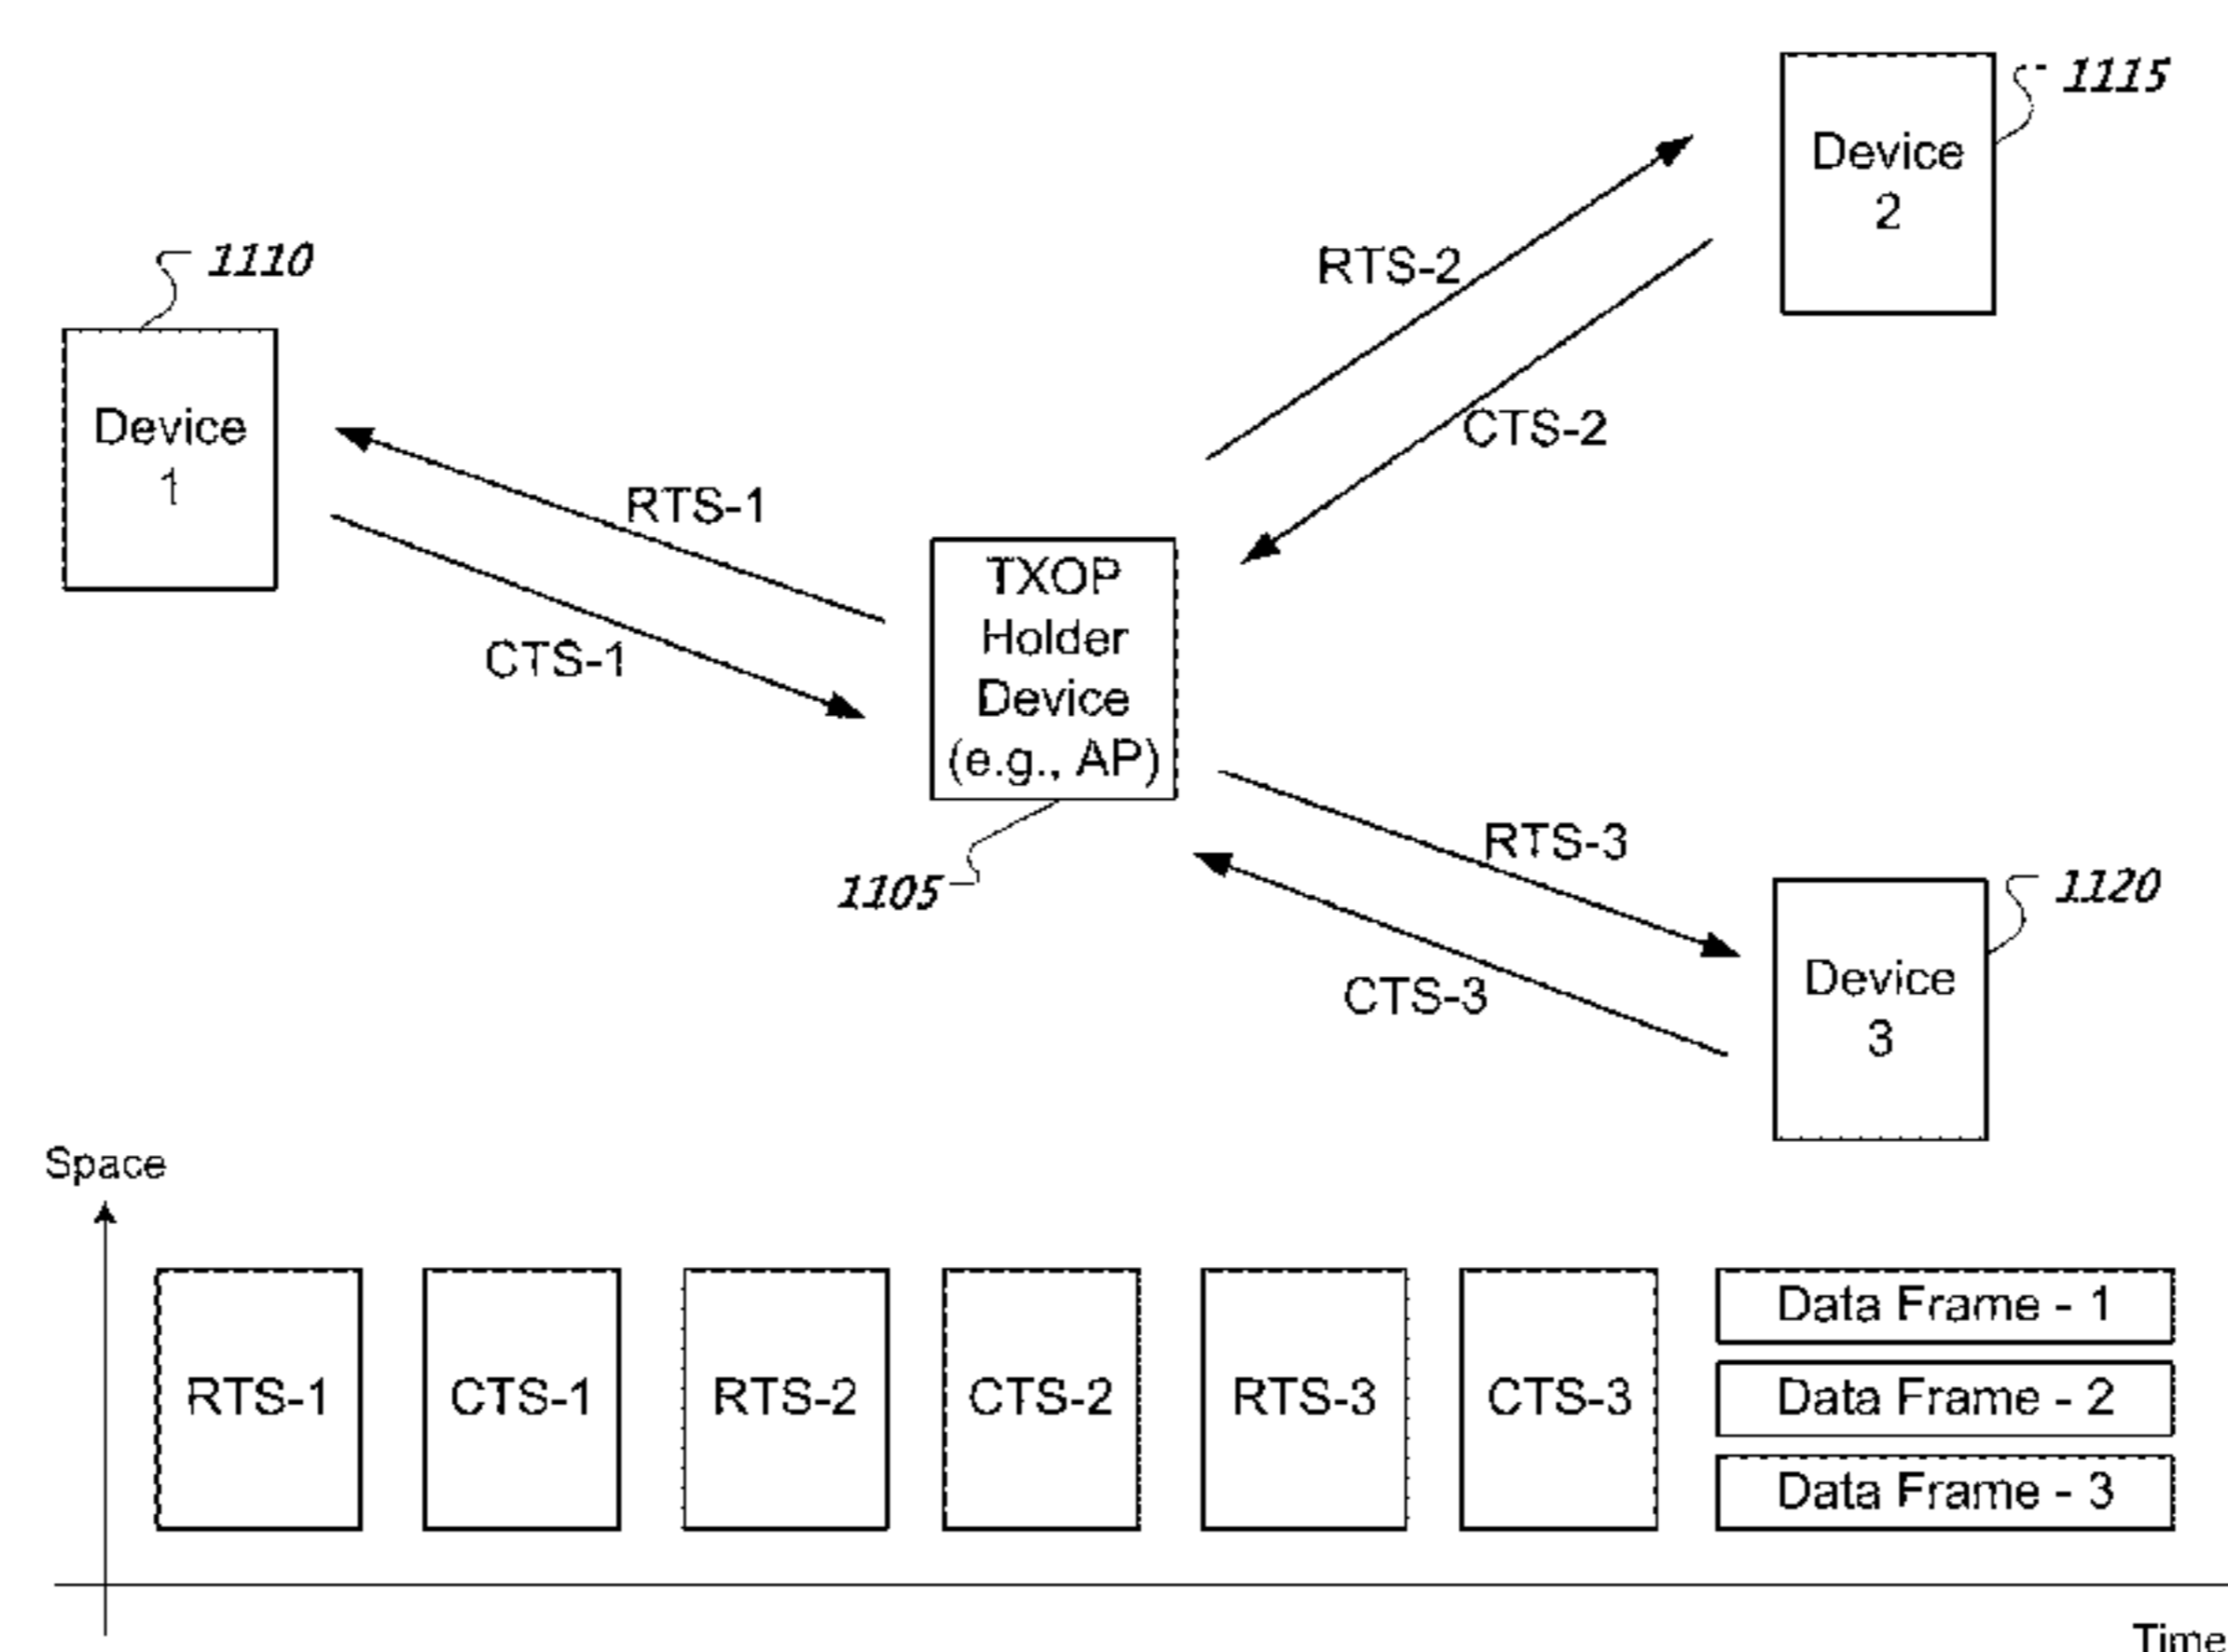 1115
Device
2
RTS-2
1110
Device
1
CTS-2
RTS-1
TXOP
Holder
Device
(e.g., AP)
CTS-1
RTS-3
1105
1120
Device
3
CTS-3
Space
RTS-1 CTS-1 RTS-2 CTS-2 RTS-3 CTS-3
Data Frame - 1
Data Frame - 2
Data Frame - 3
Time